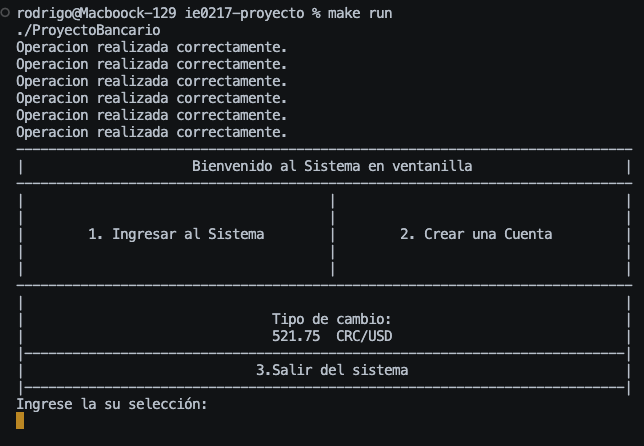 rodrigo@Macboock-129 ie0217-proyecto % make run
./ProyectoBancario
Operacion realizada correctamente.
Operacion realizada correctamente.
Operacion realizada correctamente.
Operacion realizada correctamente.
Operacion realizada correctamente.
Operacion realizada correctamente.
Bienvenido al Sistema en ventanilla
1. Ingresar al Sistema 2. Crear una Cuenta
Tipo de cambio:
521.75 CRC/USD
3.Salir del sistema
Ingrese la su selección: